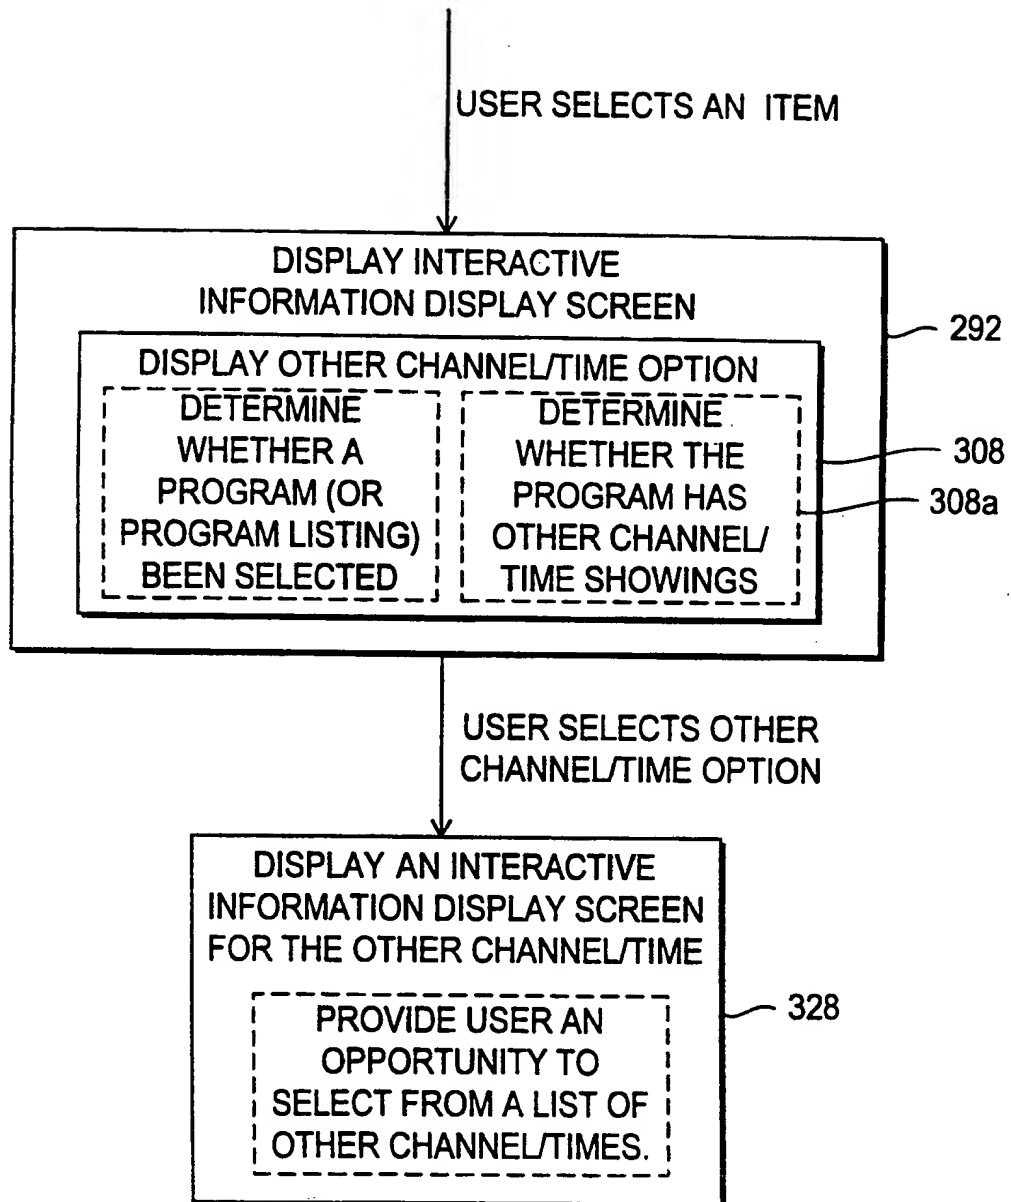 USER SELECTS AN ITEM
DISPLAY INTERACTIVE
INFORMATION DISPLAY SCREEN
292
DISPLAY OTHER CHANNEL/TIME OPTION
DETERMINE
WHETHER A
PROGRAM (OR
PROGRAM LISTING)
BEEN SELECTED
DETERMINE
WHETHER THE
PROGRAM HAS
OTHER CHANNEL/
TIME SHOWINGS
308
308a
USER SELECTS OTHER
CHANNEL/TIME OPTION
DISPLAY AN INTERACTIVE
INFORMATION DISPLAY SCREEN
FOR THE OTHER CHANNEL/TIME
PROVIDE USER AN
OPPORTUNITY TO
SELECT FROM A LIST OF
OTHER CHANNEL/TIMES.
328